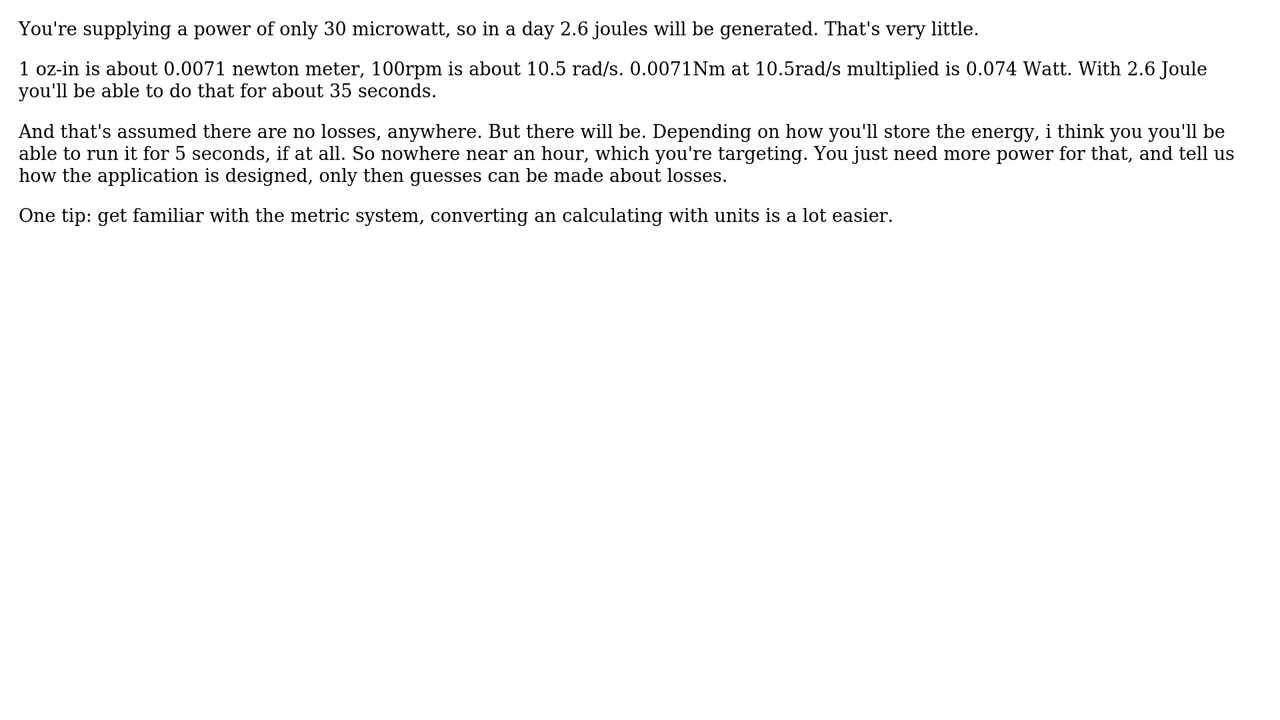 You're supplying a power of only 30 microwatt, so in a day 2.6 joules will be generated. That's very little.
1 oz-in is about 0.0071 newton meter, 100rpm is about 10.5 rad/s. 0.0071Nm at 10.5rad/s multiplied is 0.074 Watt. With 2.6 Joule
you'll be able to do that for about 35 seconds.
And that's assumed there are no losses, anywhere. But there will be. Depending on how you'll store the energy, i think you you'll be
able to run it for 5 seconds, if at all. So nowhere near an hour, which you're targeting. You just need more power for that, and tell us
how the application is designed, only then guesses can be made about losses.
One tip: get familiar with the metric system, converting an calculating with units is a lot easier.